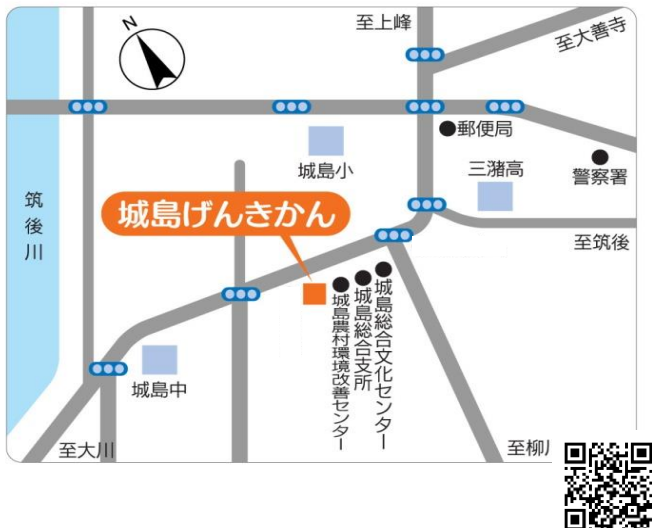 N
至上峰
至大善寺
郵便局
城島小
三潴高
警察署
筑後川
城島げんきかん
至筑後
城島総合文化センター
城島総合支所
城島農村環境改善センター
城島中
至大川
至柳川